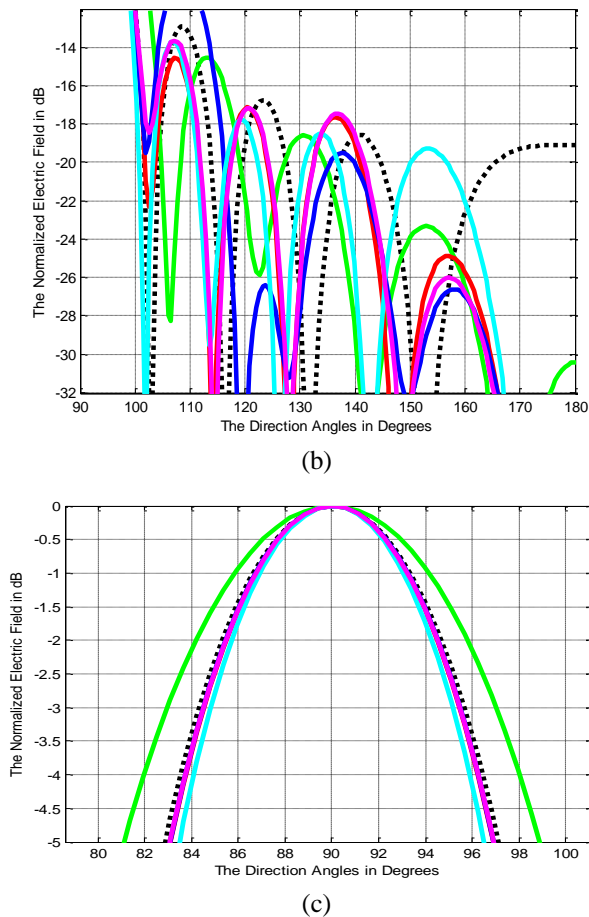 The Normalized Electric Field in dB
-14
-16
-18
-20
-22
-24
-26
-28
-30
-32
90 100 110 120 130 140 150 160 170 180
The Direction Angles in Degrees
(b)
The Normalized Electric Field in dB
0
-0.5
-1
-1.5
-2
-2.5
-3
-3.5
-4
-4.5
-5
80 82 84 86 88 90 92 94 96 98 100
The Direction Angles in Degrees
(c)